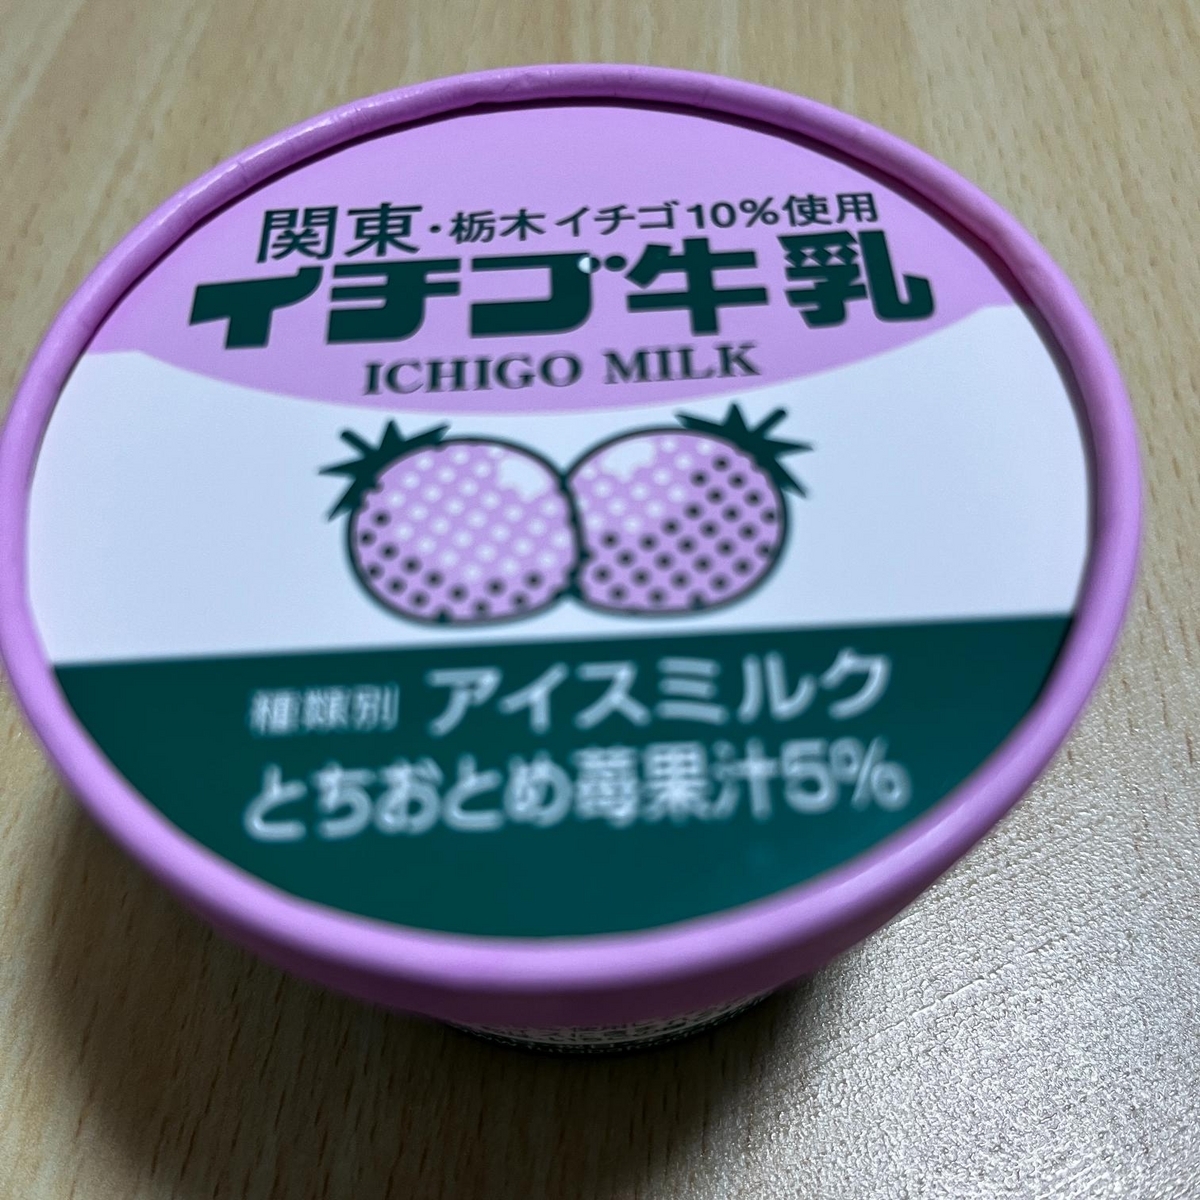 関東・栃木イチゴ10%使用
イチゴ牛乳
ICHIGO MILK
種類別 アイスミルク
とちおとめ苺果汁5%